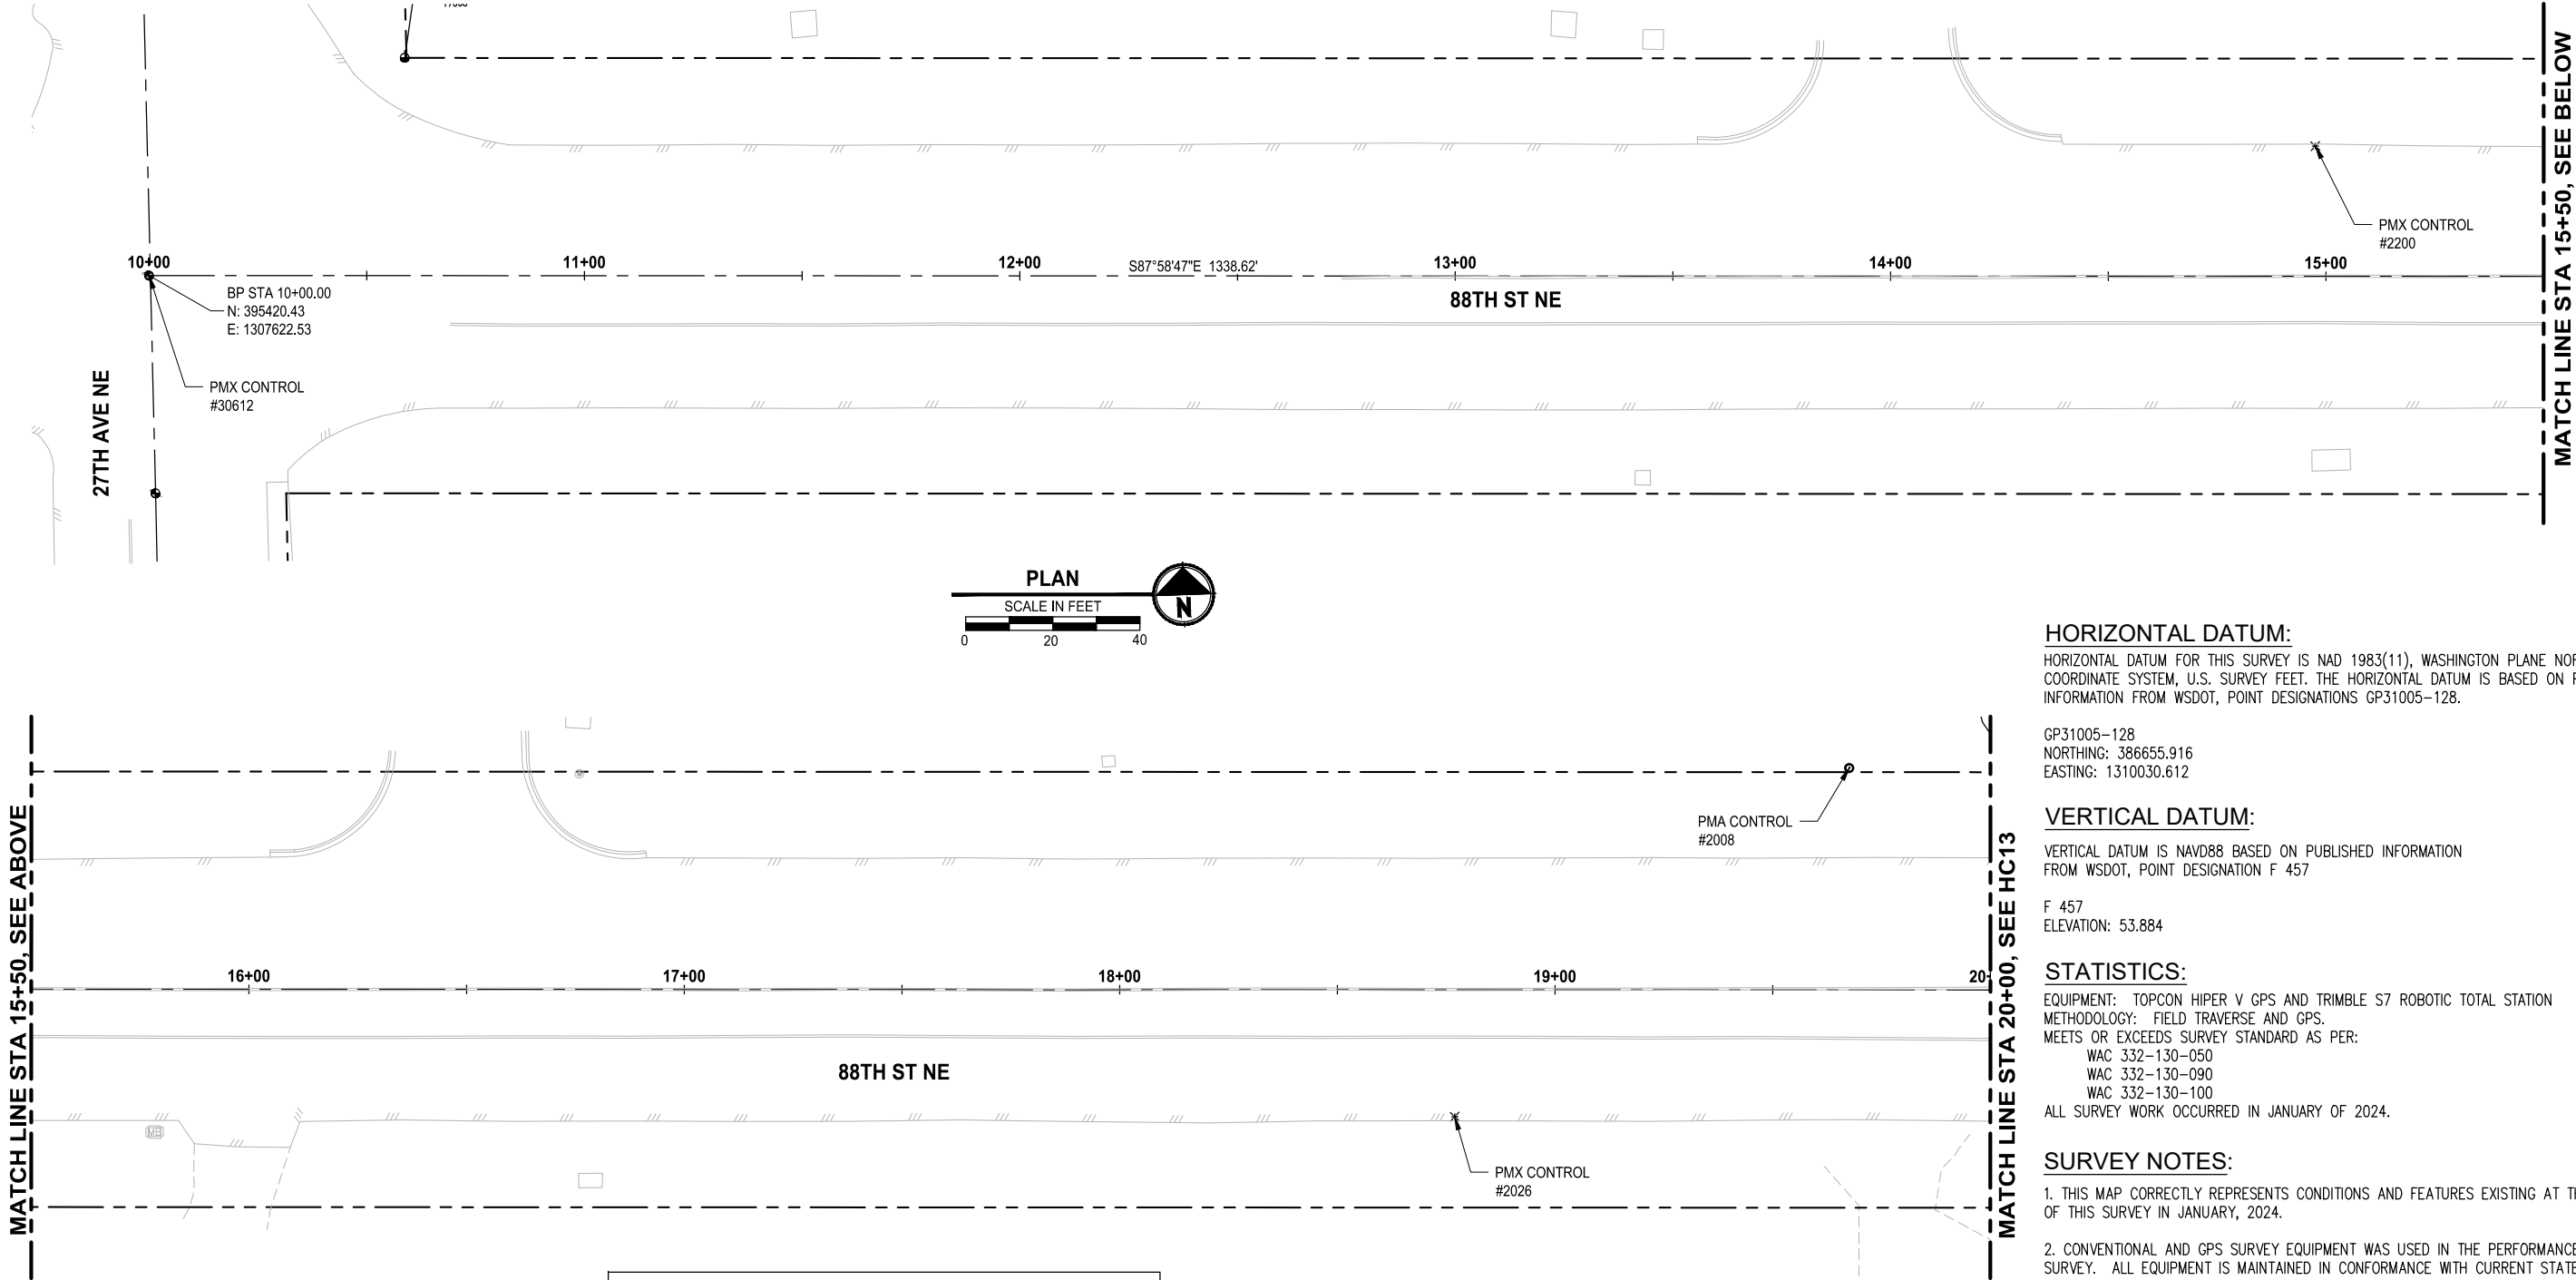 MATCH LINE STA 15+50, SEE BELOW
PMX CONTROL
#2200
10+00
11+00
12+00
S87°58'47"E 1338.62'
13+00
14+00
15+00
88TH ST NE
BP STA 10+00.00
N: 395420.43
E: 1307622.53
PMX CONTROL
#30612
27TH AVE NE
PLAN
SCALE IN FEET
N
0 20 40
MATCH LINE STA 15+50, SEE ABOVE
PMA CONTROL
#2008
16+00
17+00
18+00
19+00
20
88TH ST NE
MB
PMX CONTROL
#2026
MATCH LINE STA 20+00, SEE HC13
HORIZONTAL DATUM:
HORIZONTAL DATUM FOR THIS SURVEY IS NAD 1983(11), WASHINGTON PLANE
COORDINATE SYSTEM, U.S. SURVEY FEET. THE HORIZONTAL DATUM IS BASED ON
INFORMATION FROM WSDOT, POINT DESIGNATIONS GP31005-128.
GP31005-128
NORTHING: 386655.916
EASTING: 1310030.612
VERTICAL DATUM:
VERTICAL DATUM IS NAVD88 BASED ON PUBLISHED INFORMATION
FROM WSDOT, POINT DESIGNATION F 457
F 457
ELEVATION: 53.884
STATISTICS:
EQUIPMENT: TOPCON HIPER V GPS AND TRIMBLE S7 ROBOTIC TOTAL STATION
METHODOLOGY: FIELD TRAVERSE AND GPS.
MEETS OR EXCEEDS SURVEY STANDARD AS PER:
WAC 332-130-050
WAC 332-130-090
WAC 332-130-100
ALL SURVEY WORK OCCURRED IN JANUARY OF 2024.
SURVEY NOTES:
1. THIS MAP CORRECTLY REPRESENTS CONDITIONS AND FEATURES EXISTING AT
OF THIS SURVEY IN JANUARY, 2024.
2. CONVENTIONAL AND GPS SURVEY EQUIPMENT WAS USED IN THE PERFORMANCE
SURVEY. ALL EQUIPMENT IS MAINTAINED IN CONFORMANCE WITH CURRENT